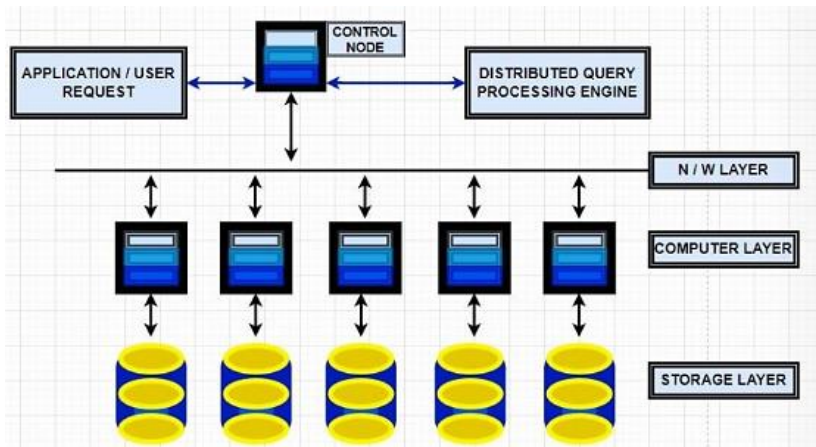 CONTROL
NODE
APPLICATION / USER
REQUEST
DISTRIBUTED QUERY
PROCESSING ENGINE
N / W LAYER
COMPUTER LAYER
STORAGE LAYER